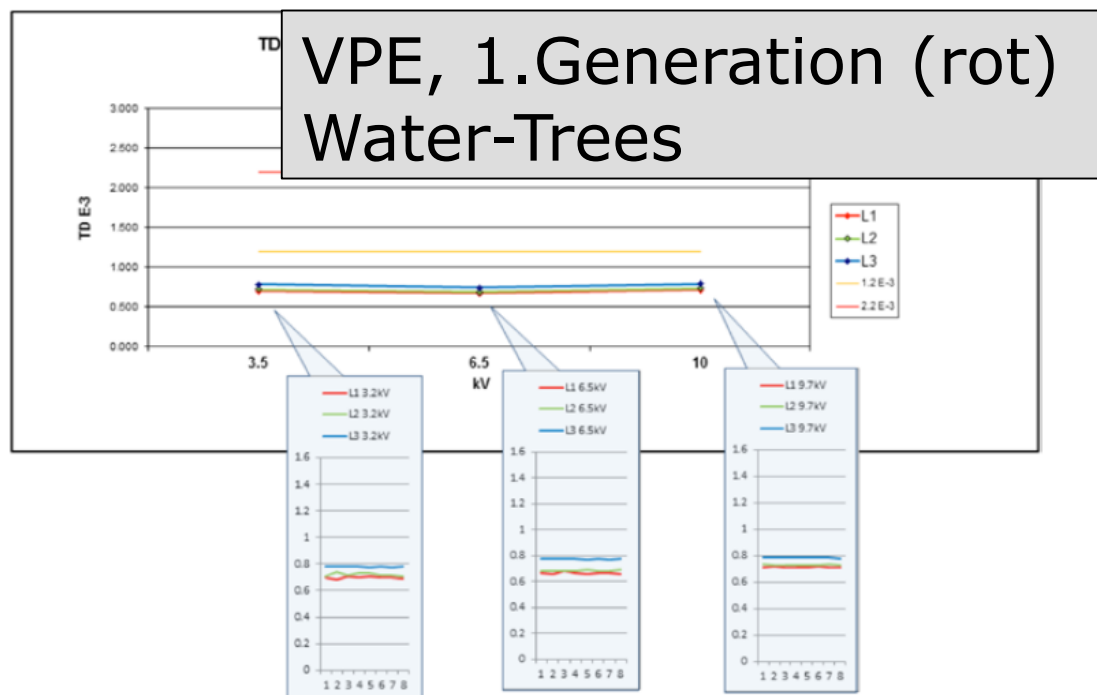 TD
VPE, 1.Generation (rot)
Water-Trees
3.000
2.500
2.000
1.500
1.000
0.500
0.000
TD E-3
3.5 6.5 10
kV
L1
L2
L3
1.2 E-3
2.2 E-3
L1 3.2kV
L2 3.2kV
L3 3.2kV
1.6
1.4
1.2
1
0.8
0.6
0.4
0.2
0
1 2 3 4 5 6 7 8
L1 6.5kV
L2 6.5kV
L3 6.5kV
1.6
1.4
1.2
1
0.8
0.6
0.4
0.2
0
1 2 3 4 5 6 7 8
L1 9.7kV
L2 9.7kV
L3 9.7kV
1.6
1.4
1.2
1
0.8
0.6
0.4
0.2
0
1 2 3 4 5 6 7 8